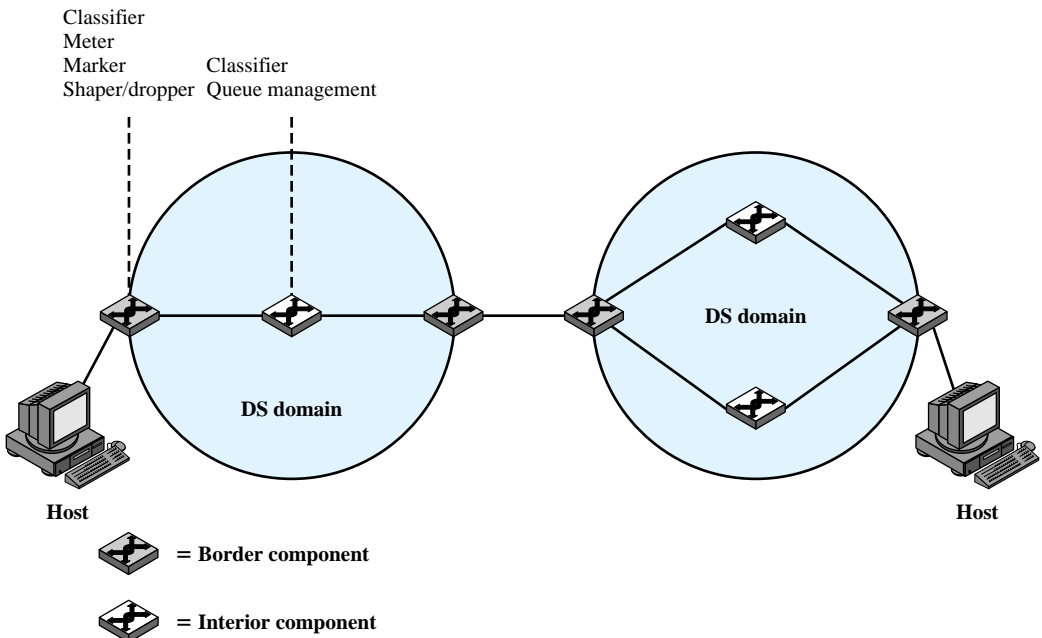 Classifier
Meter
Marker
Shaper/dropper
Classifier
Queue management
DS domain
DS domain
Host
Host
= Border component
= Interior component